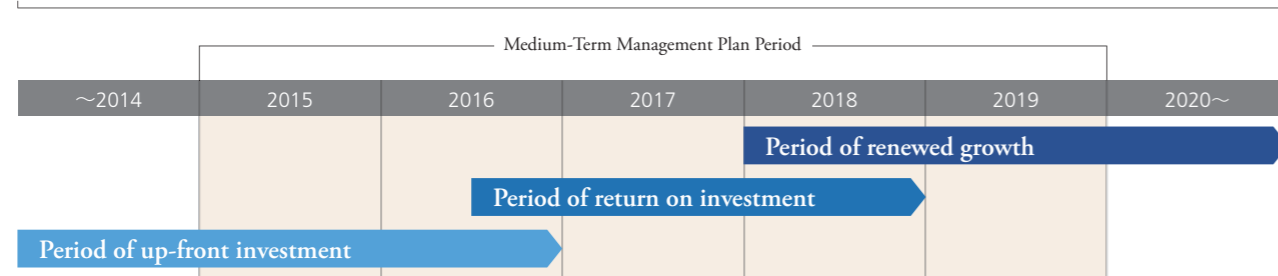 Medium-Term Management Plan Period
～2014 2015 2016 2017 2018 2019 2020～
Period of renewed growth
Period of return on investment
Period of up-front investment